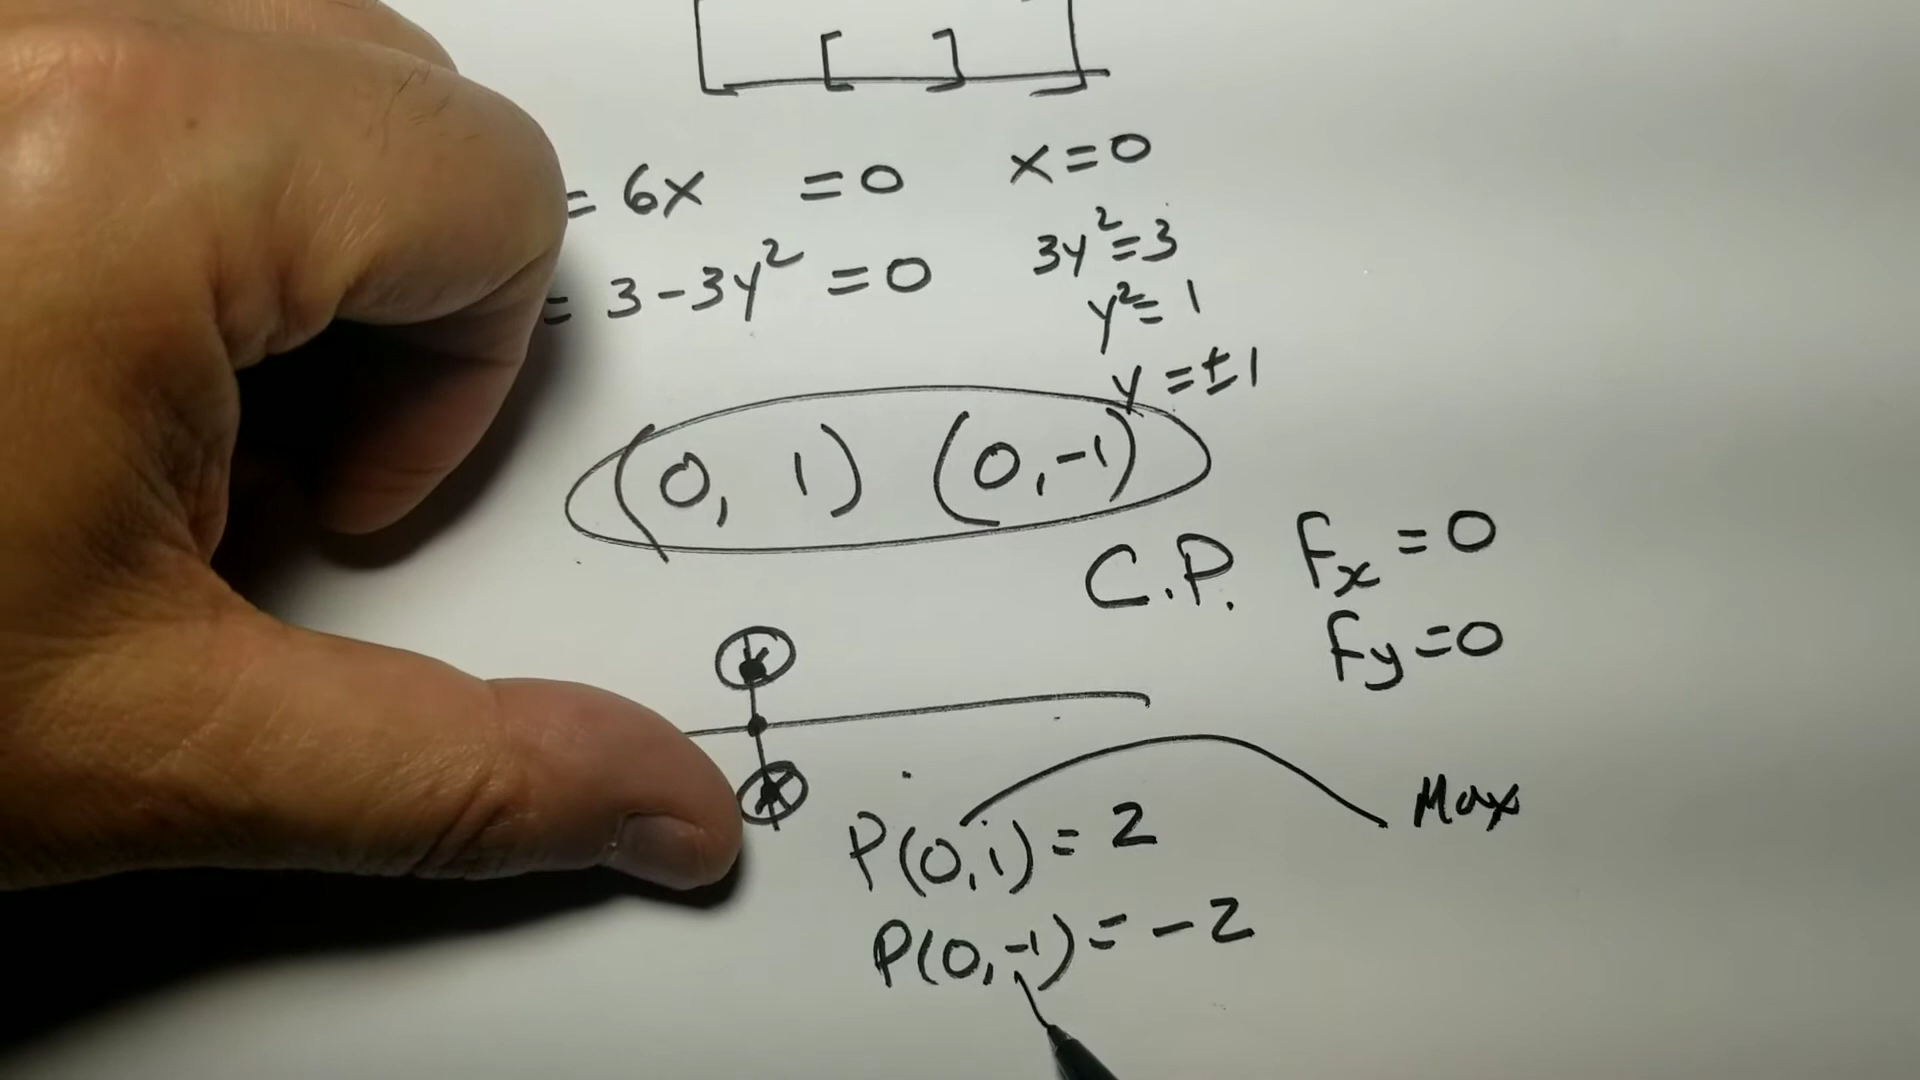 [ ]
= 6x = 0 x = 0
= 3 - 3y² = 0 3y² = 3
y² = 1
y = ±1
(0, 1) (0, -1)
C.P. Fx = 0
Fy = 0
Max
P(0, 1) = 2
P(0, -1) = -2